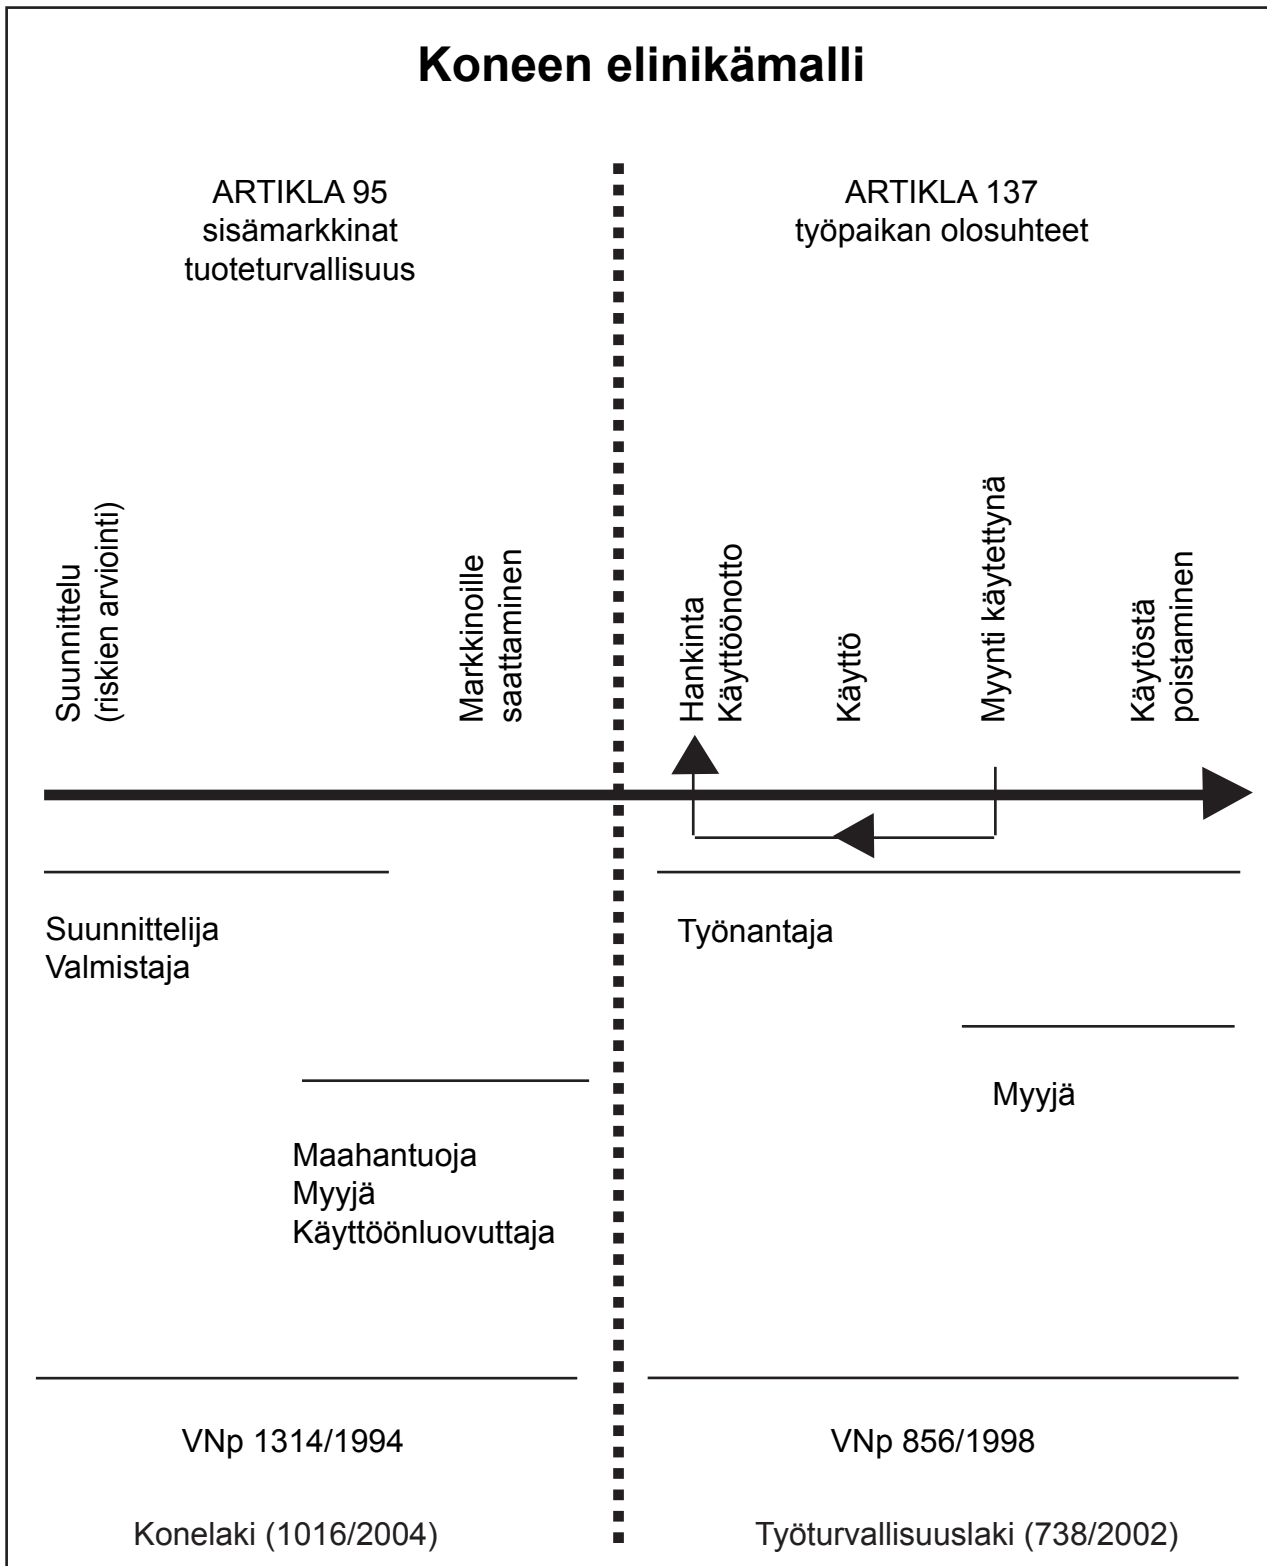 Koneen elinikämalli
ARTIKLA 95
sisämarkkinat
tuoteturvallisuus
ARTIKLA 137
työpaikan olosuhteet
Suunnittelu
(riskien arviointi)
Markkinoille
saattaminen
Hankinta
Käyttöönotto
Käyttö
Myynti käytettynä
Käytöstä
poistaminen
Suunnittelija
Valmistaja
Maahantuoja
Myyjä
Käyttöönluovuttaja
Työnantaja
Myyjä
VNp 1314/1994
Konelaki (1016/2004)
VNp 856/1998
Työturvallisuuslaki (738/2002)